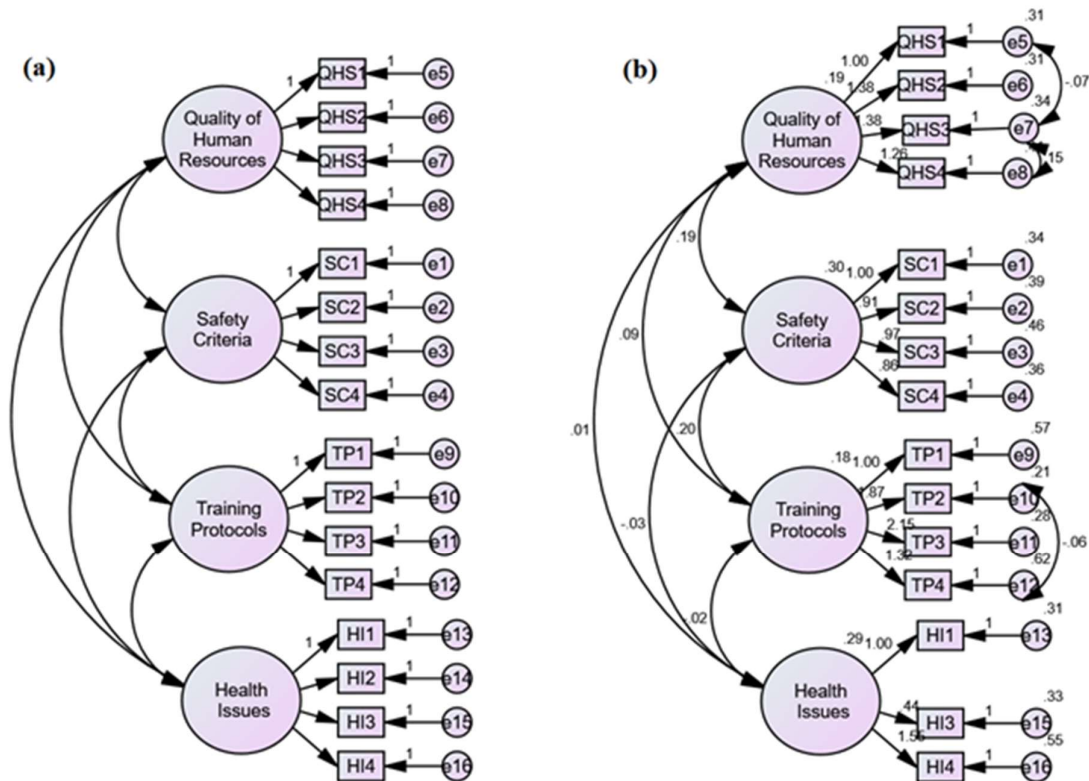 (a)
1
QHS1
1
e5
Quality of
Human
Resources
QHS2
1
e6
QHS3
1
e7
QHS4
1
e8
1
SC1
1
e1
Safety
Criteria
SC2
1
e2
SC3
1
e3
SC4
1
e4
1
TP1
1
e9
Training
Protocols
TP2
1
e10
TP3
1
e11
TP4
1
e12
1
HI1
1
e13
Health
Issues
HI2
1
e14
HI3
1
e15
HI4
1
e16
(b)
.31
QHS1
1
e5
1.00
.19
.31
-.07
QHS2
1
e6
1.38
Quality of
Human
Resources
.34
1.38
QHS3
1
e7
1.26
QHS4
1
e8
.15
.19
.34
.30
1.00
SC1
1
e1
.39
.91
SC2
1
e2
Safety
Criteria
.46
.97
SC3
1
e3
.09
.36
.86
SC4
1
e4
.01
.20
.57
.18
1.00
TP1
1
e9
.21
1.87
TP2
1
e10
Training
Protocols
.28
2.15
TP3
1
e11
-.06
-.03
.62
1.32
TP4
1
e12
-.02
.31
.29
1.00
HI1
1
e13
Health
Issues
.33
.44
HI3
1
e15
.55
1.55
HI4
1
e16